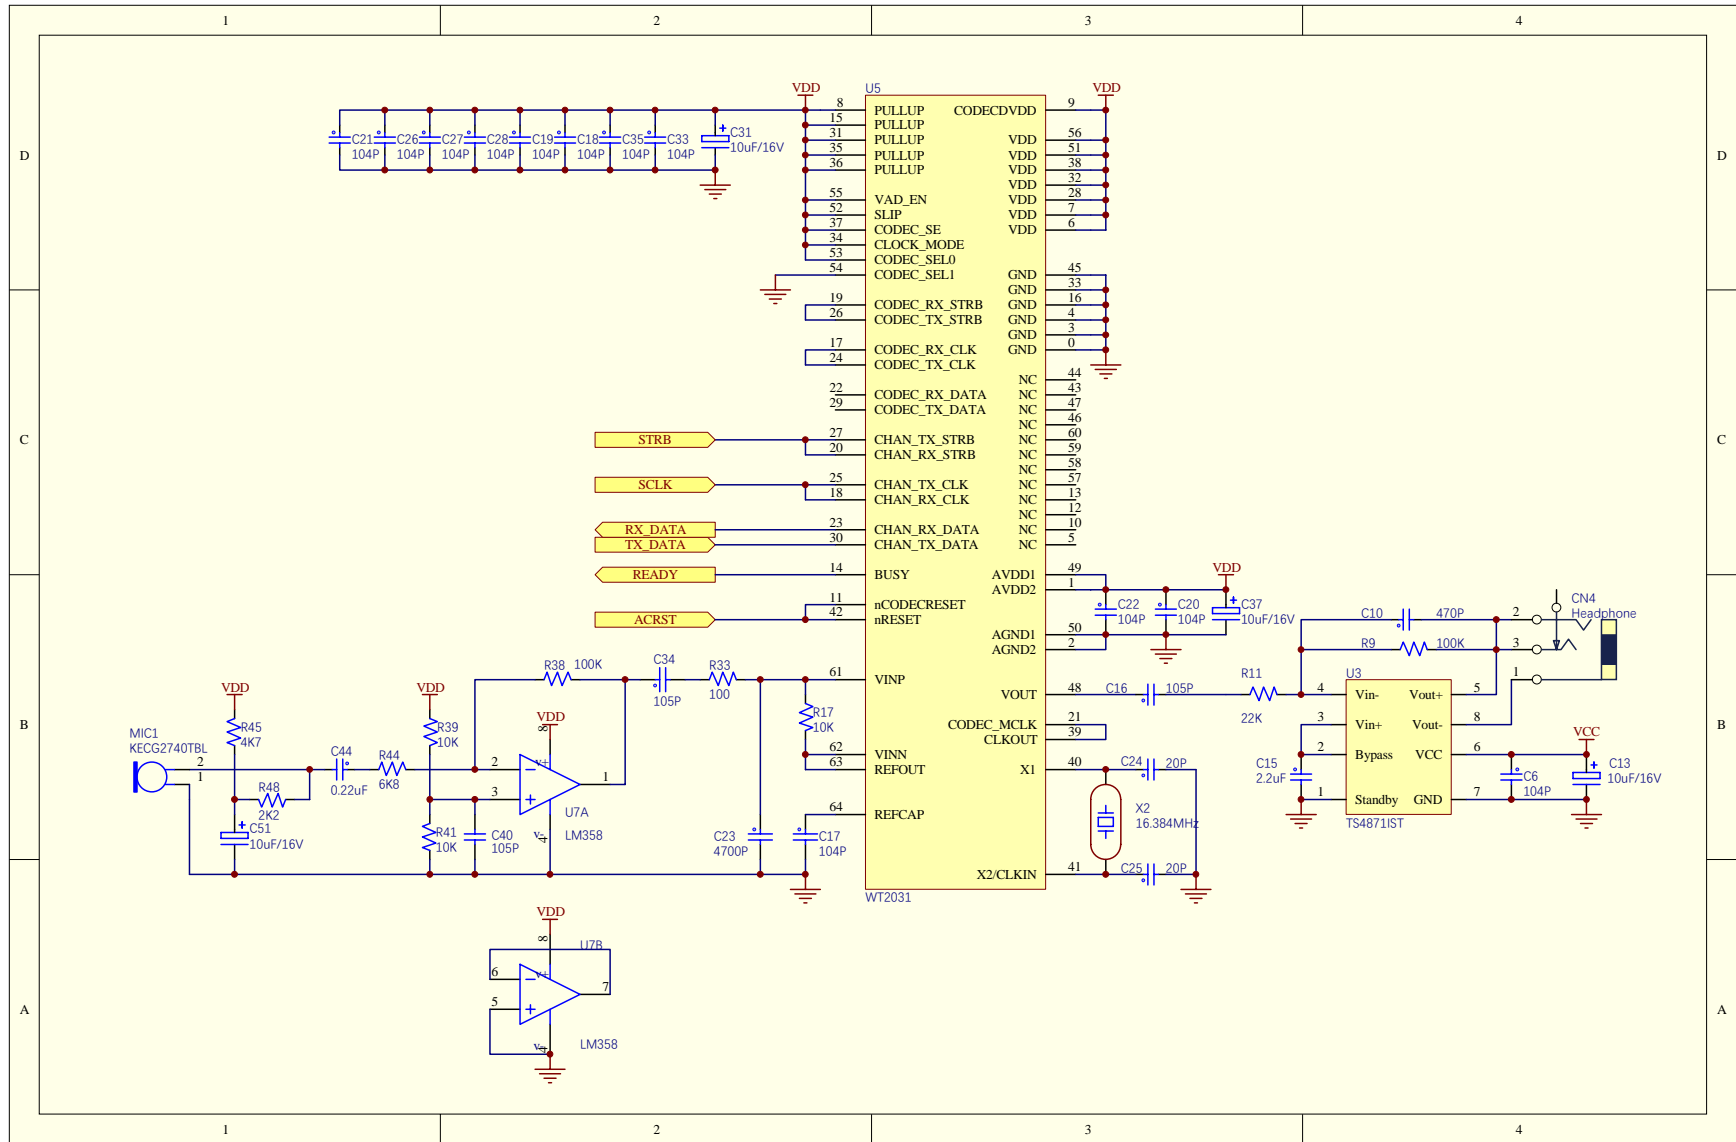 1 2 3 4
D D
C C
B B
A A
1 2 3 4
VDD
C21 104P
C26 104P
C27 104P
C28 104P
C19 104P
C18 104P
C35 104P
C33 104P
C31 10uF/16V
U5
8 PULLUP
15 PULLUP
31 PULLUP
35 PULLUP
36 PULLUP
55 VAD_EN
52 SLIP
37 CODEC_SE
34 CLOCK_MODE
53 CODEC_SEL0
54 CODEC_SEL1
19 CODEC_RX_STRB
26 CODEC_TX_STRB
17 CODEC_RX_CLK
24 CODEC_TX_CLK
22 CODEC_RX_DATA
29 CODEC_TX_DATA
STRB
27 CHAN_TX_STRB
20 CHAN_RX_STRB
SCLK
25 CHAN_TX_CLK
18 CHAN_RX_CLK
RX_DATA
23 CHAN_RX_DATA
TX_DATA
30 CHAN_TX_DATA
READY
14 BUSY
ACRST
11 nCODECRESET
42 nRESET
61 VINP
62 VINN
63 REFOUT
64 REFCAP
VDD
CODECDVDD 9
VDD 56
VDD 51
VDD 38
VDD 32
VDD 28
VDD 7
VDD 6
GND 45
GND 33
GND 16
GND 4
GND 3
GND 0
NC 44
NC 43
NC 47
NC 46
NC 60
NC 59
NC 58
NC 57
NC 13
NC 12
NC 10
NC 5
AVDD1 49
AVDD2 1
AGND1 50
AGND2 2
VOUT 48
CODEC_MCLK 21
CLKOUT 39
X1 40
X2/CLKIN 41
WT2031
VDD
C22 104P
C20 104P
C37 10uF/16V
C16 105P
R11 22K
C24 20P
X2
16.384MHz
C25 20P
C10 470P
R9 100K
CN4
Headphone
2
3
1
U3
4 Vin-
3 Vin+
2 Bypass
1 Standby
Vout+ 5
Vout- 8
VCC 6
GND 7
TS4871IST
C15
2.2uF
VCC
C6
104P
C13
10uF/16V
MIC1
KECG2740TBL
2
1
VDD
R45
4K7
R48
2K2
C51
10uF/16V
C44
0.22uF
R44
6K8
VDD
R39
10K
R41
10K
C40
105P
R38 100K
C34
105P
R33
100
VDD
8
v+
2
3
1
v-
4
U7A
LM358
R17
10K
C23
4700P
C17
104P
VDD
8
U7B
v+
6
5
7
v-
4
LM358